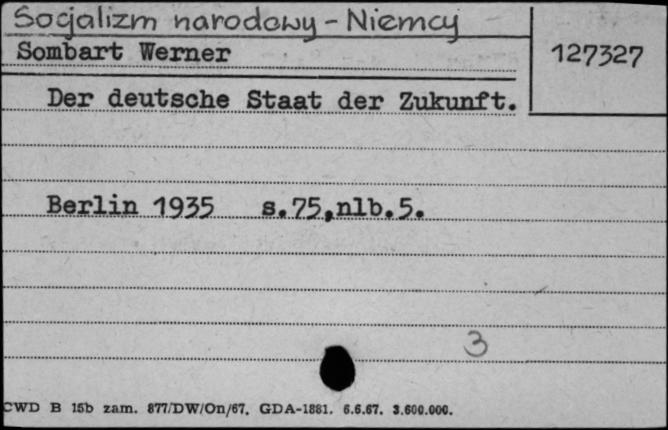 Socjalizm narodowy - Niemcy
Sombart Werner
127327
Der deutsche Staat der Zukunft.
Berlin 1935 s.75,nlb.5.
3
CWD B 15b zam. 877/DW/On/67. GDA-1881. 6.6.67. 3.600.000.